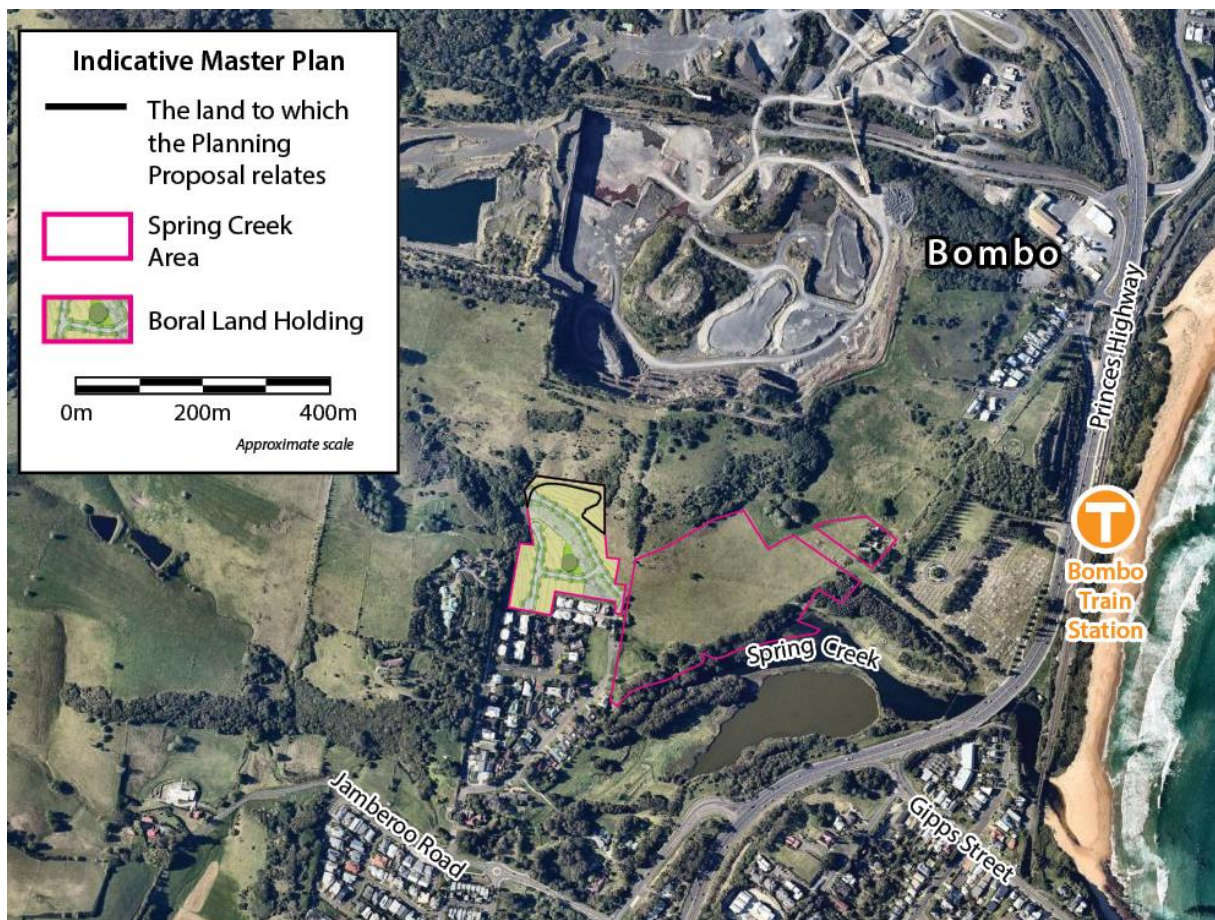 Indicative Master Plan
The land to which
the Planning
Proposal relates
Spring Creek
Area
Boral Land Holding
0m 200m 400m
Approximate scale
Bombo
Princes Highway
T
Bombo
Train
Station
Spring Creek
Jamberoo Road
Gipps Street